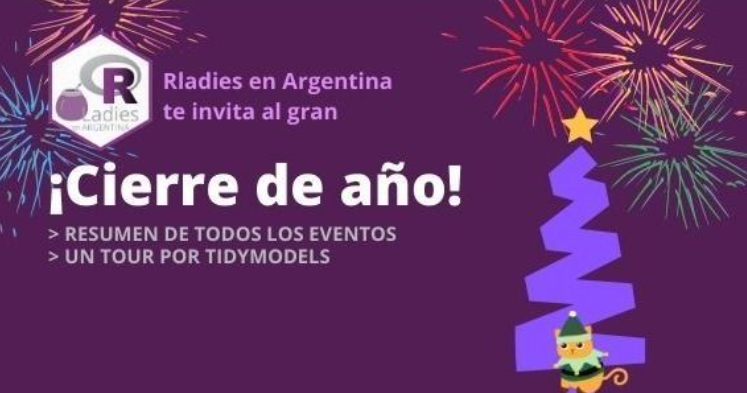 R
Ladies
EN ARGENTINA
Rladies en Argentina
te invita al gran
¡Cierre de año!
> RESUMEN DE TODOS LOS EVENTOS
> UN TOUR POR TIDYMODELS